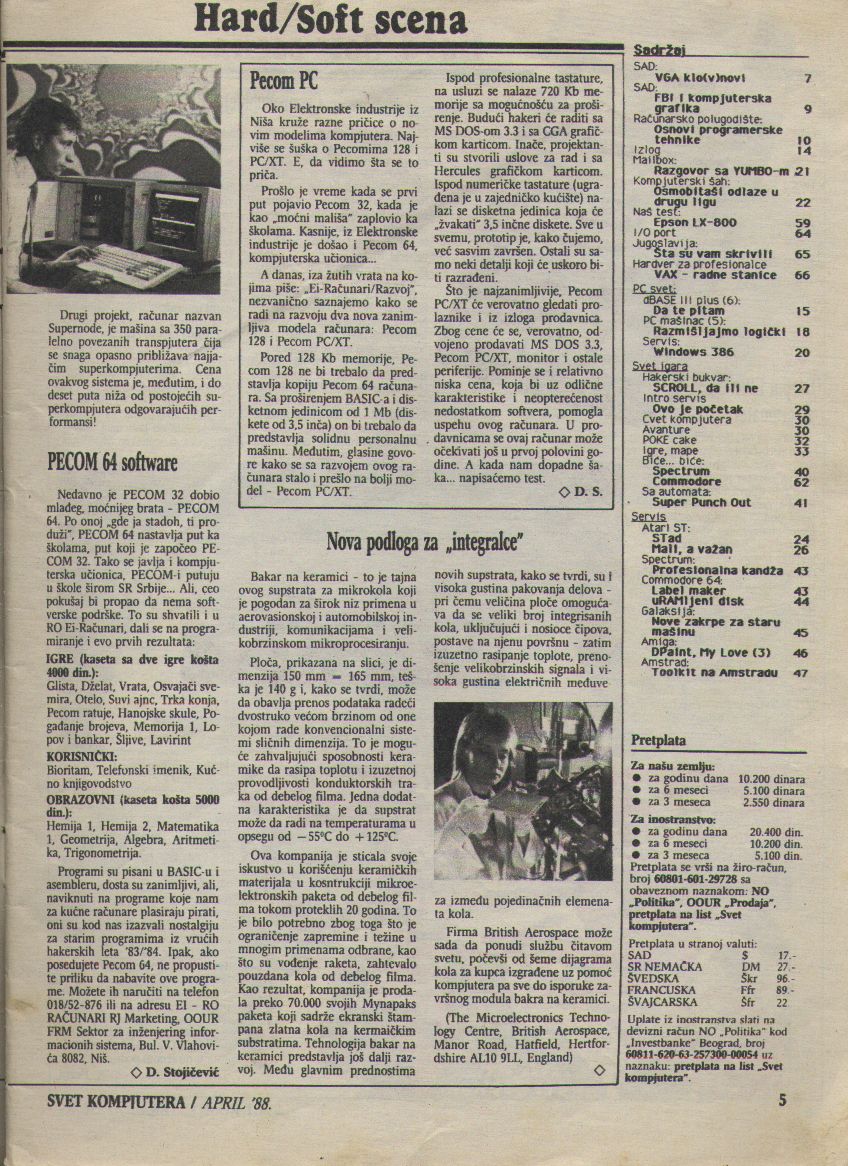 Hard/Soft scena
Drugi projekt, računar nazvan
Supernode, je mašina sa 350 para-
lelno povezanih transpjutera čija
se snaga opasno približava najja-
čim superkompjuterima. Cena
ovakvog sistema je, međutim, i do
deset puta niža od postojećih su-
perkompjutera odgovarajućih per-
formansi!
PECOM 64 software
Nedavno je PECOM 32 dobio
mlađeg, moćnijeg brata - PECOM
64. Po onoj „gde ja stadoh, ti pro-
duži”, PECOM 64 nastavlja put ka
školama, put koji je započeo PE-
COM 32. Tako se javlja i kompju-
terska učionica, PECOM-i putuju
u škole širom SR Srbije... Ali, ceo
pokušaj bi propao da nema soft-
verske podrške. To su shvatili i u
RO Ei-Računari, dali se na progra-
miranje i evo prvih rezultata:
IGRE (kaseta sa dve igre košta
4000 din.):
Glista, Dželat, Vrata, Osvajači sve-
mira, Otelo, Suvi ajnc, Trka konja,
Pecom ratuje, Hanojske skule, Po-
gađanje brojeva, Memorija 1, Lo-
pov i bankar, Šljive, Lavirint
KORISNIČKI:
Bioritam, Telefonski imenik, Kuć-
no knjigovodstvo
OBRAZOVNI (kaseta košta 5000
din.):
Hemija 1, Hemija 2, Matematika
1, Geometrija, Algebra, Aritmeti-
ka, Trigonometrija.
Programi su pisani u BASIC-u i
asembleru, dosta su zanimljivi, ali,
naviknuti na programe koje nam
za kućne računare plasiraju pirati,
oni su kod nas izazvali nostalgiju
za starim programima iz vrućih
hakerskih leta '83/'84. Ipak, ako
posedujete Pecom 64, ne propusti-
te priliku da nabavite ove progra-
me. Možete ih naručiti na telefon
018/52-876 ili na adresu EI - RO
RAČUNARI RJ Marketing, OOUR
FRM Sektor za inženjering infor-
macionih sistema, Bul. V. Vlahovi-
ća 8082, Niš.
◇ D. Stojičević
Pecom PC
Oko Elektronske industrije iz
Niša kruže razne pričice o no-
vim modelima kompjutera. Naj-
više se šuška o Pecomima 128 i
PC/XT. E, da vidimo šta se to
priča.
Prošlo je vreme kada se prvi
put pojavio Pecom 32, kada je
kao „moćni mališa” zaplovio ka
školama. Kasnije, iz Elektronske
industrije je došao i Pecom 64,
kompjuterska učionica...
A danas, iza žutih vrata na ko-
jima piše: „Ei-Računari/Razvoj”,
nezvanično saznajemo kako se
radi na razvoju dva nova zanim-
ljiva modela računara: Pecom
128 i Pecom PC/XT.
Pored 128 Kb memorije, Pe-
com 128 ne bi trebalo da pred-
stavlja kopiju Pecom 64 računa-
ra. Sa proširenim BASIC-a i dis-
ketnom jedinicom od 1 Mb (dis-
kete od 3,5 inča) on bi trebalo da
predstavlja solidnu personalnu
mašinu. Međutim, glasine govo-
re kako se sa razvojem ovog ra-
čunara stalo i prešlo na bolji mo-
del - Pecom PC/XT.
Ispod profesionalne tastature,
na usluzi se nalaze 720 Kb me-
morije sa mogućnošću za proši-
renje. Budući hakeri će raditi sa
MS DOS-om 3.3 i sa CGA grafič-
kom karticom. Inače, projektan-
ti su stvorili uslove za rad i sa
Hercules grafičkom karticom.
Ispod numeričke tastature (ugra-
đena je u zajedničko kućište) na-
lazi se disketna jedinica koja će
„žvakati” 3,5 inčne diskete. Sve u
svemu, prototip je, kako čujemo,
već sasvim završen. Ostali su sa-
mo neki detalji koji će uskoro bi-
ti razrađeni.
Što je najzanimljivije, Pecom
PC/XT će verovatno gledati pro-
laznike i iz izloga prodavnica.
Zbog cene će se, verovatno, od-
vojeno prodavati MS DOS 3.3,
Pecom PC/XT, monitor i ostale
periferije. Pominje se i relativno
niska cena, koja bi uz odlične
karakteristike i neopterećenost
nedostatkom softvera, pomogla
uspehu ovog računara. U pro-
davnicama se ovaj računar može
očekivati još u prvoj polovini go-
dine. A kada nam dopadne ša-
ka... napisaćemo test.
◇ D. S.
Nova podloga za „integralce”
Bakar na keramici - to je tajna
ovog supstrata za mikrokola koji
je pogodan za širok niz primena u
aerovasionskoj i automobilskoj in-
dustriji, komunikacijama i veli-
kobrzinskom mikroprocesiranju.
Ploča, prikazana na slici, je di-
menzija 150 mm = 165 mm, teš-
ka je 140 g i, kako se tvrdi, može
da obavlja prenos podataka radeći
dvostruko većom brzinom od one
kojom rade konvencionalni siste-
mi sličnih dimenzija. To je mogu-
će zahvaljujući sposobnosti kera-
mike da rasipa toplotu i izuzetnoj
provodljivosti konduktorskih tra-
ka od debelog filma. Jedna dodat-
na karakteristika je da supstrat
može da radi na temperaturama u
opsegu od −55°C do +125°C.
Ova kompanija je sticala svoje
iskustvo u korišćenju keramičkih
materijala u kosntrukciji mikroe-
lektronskih paketa od debelog fil-
ma tokom proteklih 20 godina. To
je bilo potrebno zbog toga što je
ograničenje zapremine i težine u
mnogim primenama odbrane, kao
što su vođenje raketa, zahtevalo
pouzdana kola od debelog filma.
Kao rezultat, kompanija je proda-
la preko 70.000 svojih Mynapaks
paketa koji sadrže ekranski štam-
pana zlatna kola na kermaičkim
substratima. Tehnologija bakar na
keramici predstavlja još dalji raz-
voj. Među glavnim prednostima
novih supstrata, kako se tvrdi, su i
visoka gustina pakovanja delova -
pri čemu veličina ploče omoguća-
va da se veliki broj integrisanih
kola, uključujući i nosioce čipova,
postave na njenu površinu - zatim
izuzetno rasipanje toplote, preno-
šenje velikobrzinskih signala i vi-
soka gustina električnih međuve-
za između pojedinačnih elemena-
ta kola.
Firma British Aerospace može
sada da ponudi službu čitavom
svetu, počevši od šeme dijagrama
kola za kupca izgrađene uz pomoć
kompjutera pa sve do isporuke za-
vršnog modula bakra na keramici.
(The Microelectronics Techno-
logy Centre, British Aerospace,
Manor Road, Hatfield, Hertfor-
dshire AL10 9LL, England)
◇
Sadržaj
SAD:
VGA klo(v)novi 7
SAD:
FBI i kompjuterska
grafika 9
Računarsko polugodište:
Osnovi programerske
tehnike 10
Izlog 14
Mailbox:
Razgovor sa YUMBO-m 21
Kompjuterski šah:
Osmobitaši odlaze u
drugu ligu 22
Naš test:
Epson LX-800 59
I/O port 64
Jugoslavija:
Šta su vam skrivili 65
Hardver za profesionalce
VAX - radne stanice 66
PC svet:
dBASE III plus (6):
Da te pitam 15
PC mašinac (5):
Razmišljajmo logički 18
Servis:
Windows 386 20
Svet igara
Hakerski bukvar:
SCROLL, da ili ne 27
Intro servis
Ovo je početak 29
Cvet kompjutera 30
Avanture 30
POKE cake 32
Igre, mape 33
Biće... biće:
Spectrum 40
Commodore 62
Sa automata:
Super Punch Out 41
Servis
Atari ST:
STad 24
Mali, a važan 26
Spectrum:
Profesionalna kandža 43
Commodore 64:
Label maker 43
uRAMljeni disk 44
Galaksija:
Nove zakrpe za staru
mašinu 45
Amiga:
DPaint, My Love (3) 46
Amstrad:
Toolkit na Amstradu 47
Pretplata
Za našu zemlju:
● za godinu dana 10.200 dinara
● za 6 meseci 5.100 dinara
● za 3 meseca 2.550 dinara
Za inostranstvo:
● za godinu dana 20.400 din.
● za 6 meseci 10.200 din.
● za 3 meseca 5.100 din.
Pretplata se vrši na žiro-račun,
broj 60801-601-29728 sa
obaveznom naznakom: NO
„Politika”, OOUR „Prodaja”,
pretplata na list „Svet
kompjutera”.
Pretplata u stranoj valuti:
SAD $ 17.-
SR NEMAČKA DM 27.-
ŠVEDSKA Škr 96.-
FRANCUSKA Ffr 89.-
ŠVAJCARSKA Šfr 22
Uplate iz inostranstva slati na
devizni račun NO „Politika” kod
„Investbanke” Beograd, broj
60811-620-63-257300-00054 uz
naznaku: pretplata na list „Svet
kompjutera”.
SVET KOMPJUTERA / APRIL '88.
5